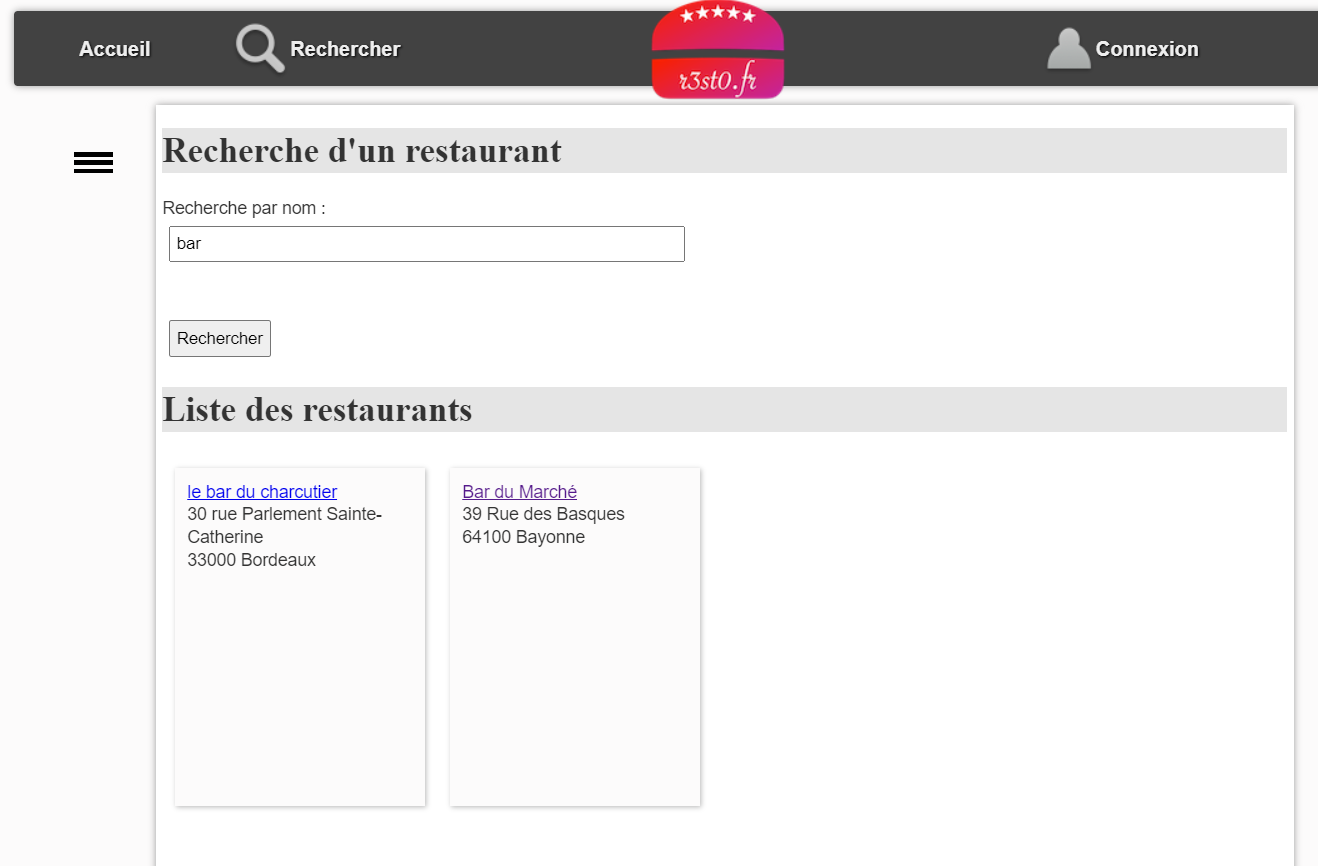 Accueil
Rechercher
r3st0.fr
Connexion
Recherche d'un restaurant
Recherche par nom :
bar
Rechercher
Liste des restaurants
le bar du charcutier
30 rue Parlement Sainte-
Catherine
33000 Bordeaux
Bar du Marché
39 Rue des Basques
64100 Bayonne